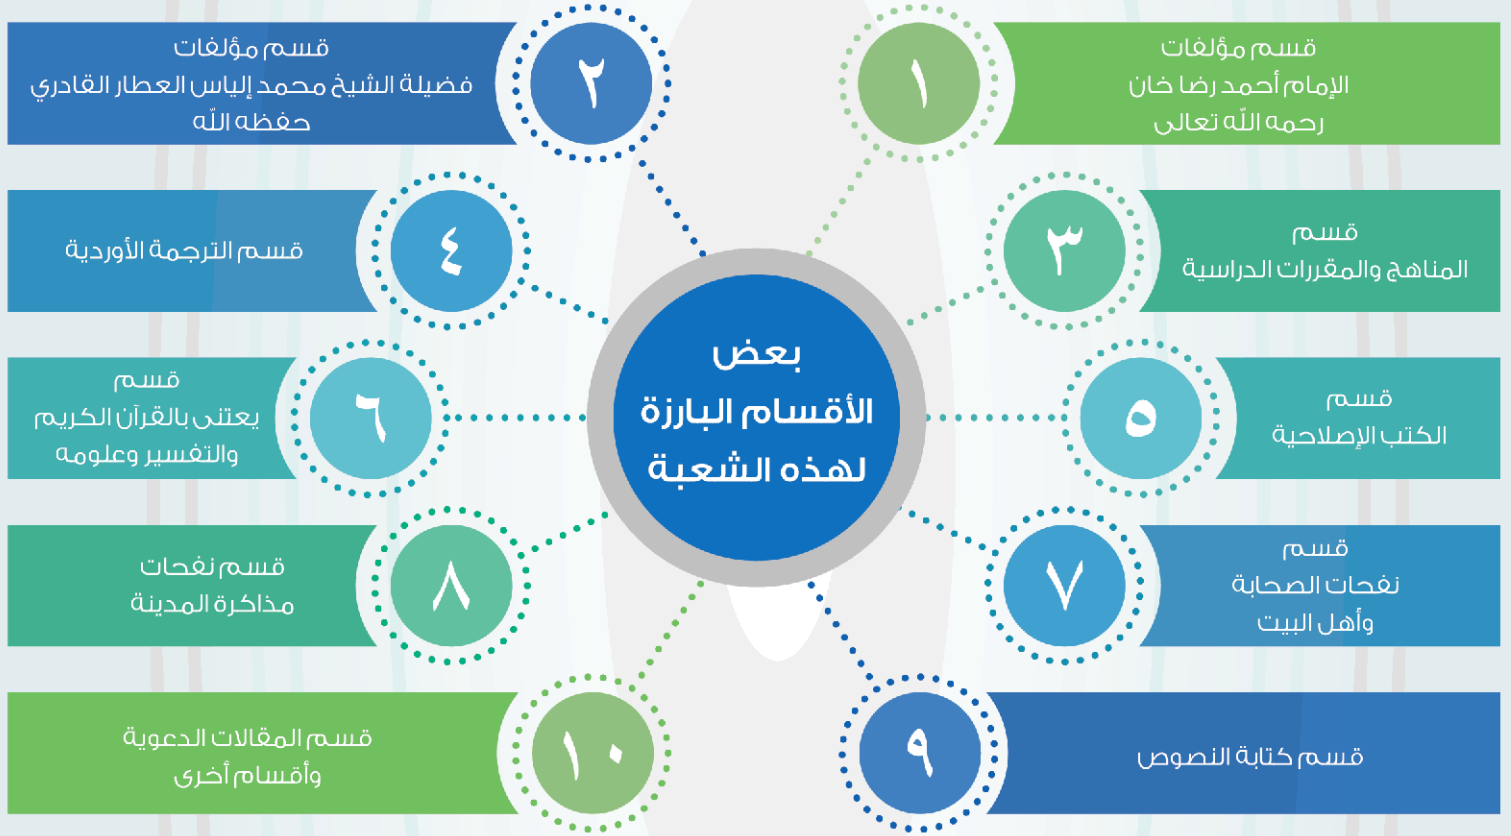 بعض
الأقسام البارزة
لهذه الشعبة
١
قسم مؤلفات
الإمام أحمد رضا خان
رحمه الله تعالى
٢
قسم مؤلفات
فضيلة الشيخ محمد إلياس العطار القادري
حفظه الله
٣
قسم
المناهج والمقررات الدراسية
٤
قسم الترجمة الأوردية
٥
قسم
الكتب الإصلاحية
٦
قسم
يعتنى بالقرآن الكريم
والتفسير وعلومه
٧
قسم
نفحات الصحابة
وأهل البيت
٨
قسم نفحات
مذاكرة المدينة
٩
قسم كتابة النصوص
١٠
قسم المقالات الدعوية
وأقسام أخرى